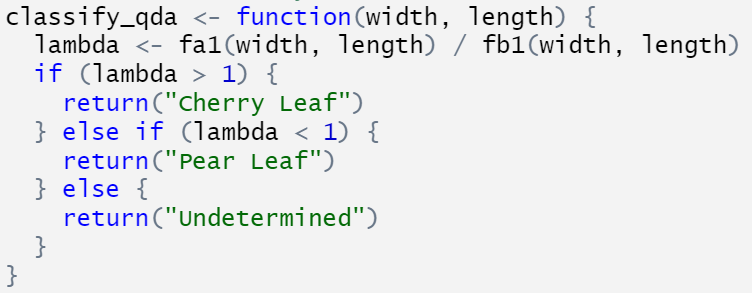 classify_qda <- function(width, length) {
  lambda <- fa1(width, length) / fb1(width, length)
  if (lambda > 1) {
    return("Cherry Leaf")
  } else if (lambda < 1) {
    return("Pear Leaf")
  } else {
    return("Undetermined")
  }
}